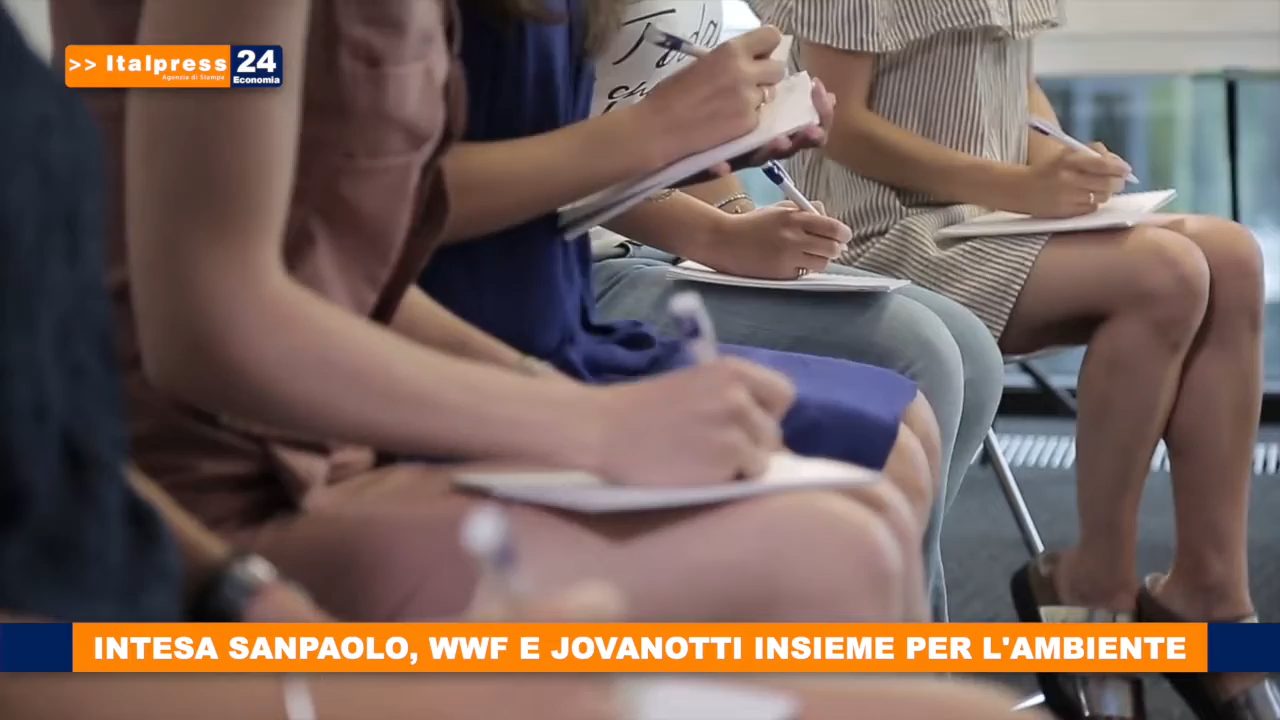 >> Italpress
Agenzia di Stampa
24
Economia
INTESA SANPAOLO, WWF E JOVANOTTI INSIEME PER L'AMBIENTE